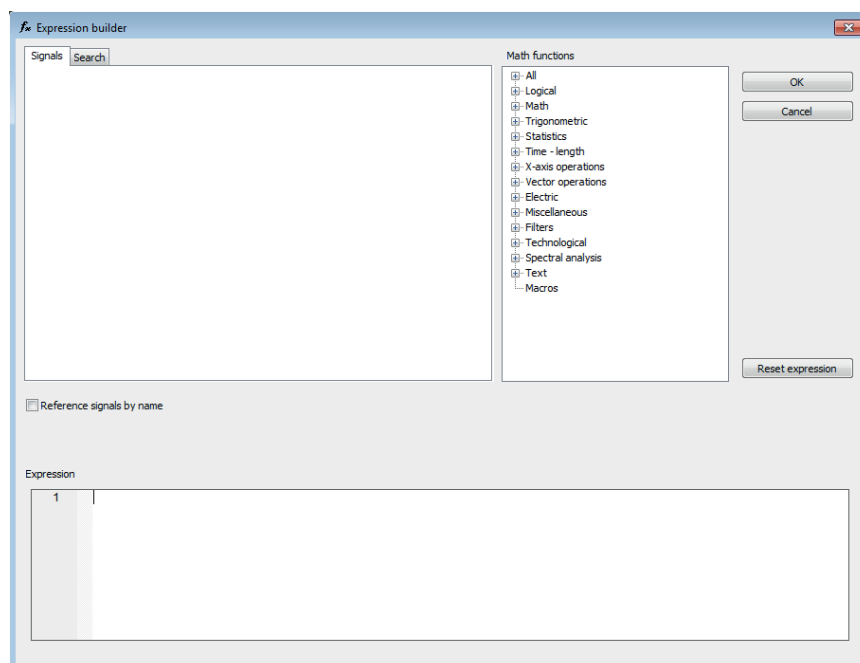 fx Expression builder
Signals
Search
Math functions
All
Logical
Math
Trigonometric
Statistics
Time - length
X-axis operations
Vector operations
Electric
Miscellaneous
Filters
Technological
Spectral analysis
Text
Macros
OK
Cancel
Reset expression
Reference signals by name
Expression
1